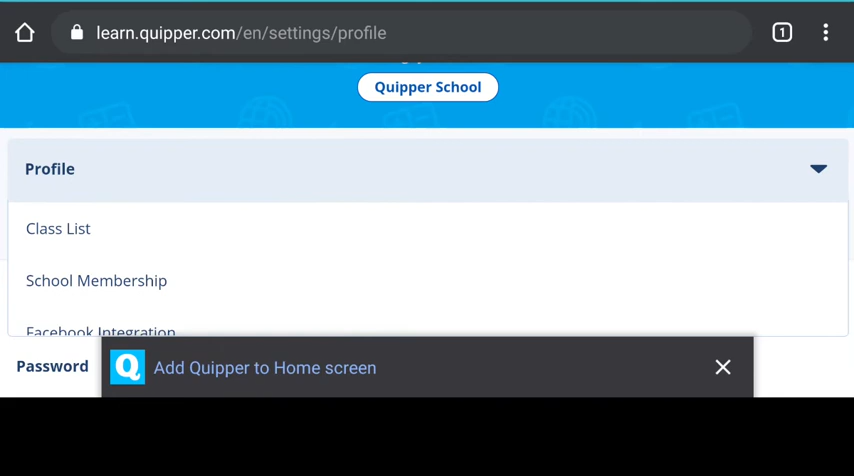 learn.quipper.com/en/settings/profile
1
Quipper School
Profile
Class List
School Membership
Facebook Integration
Password
Q
Add Quipper to Home screen